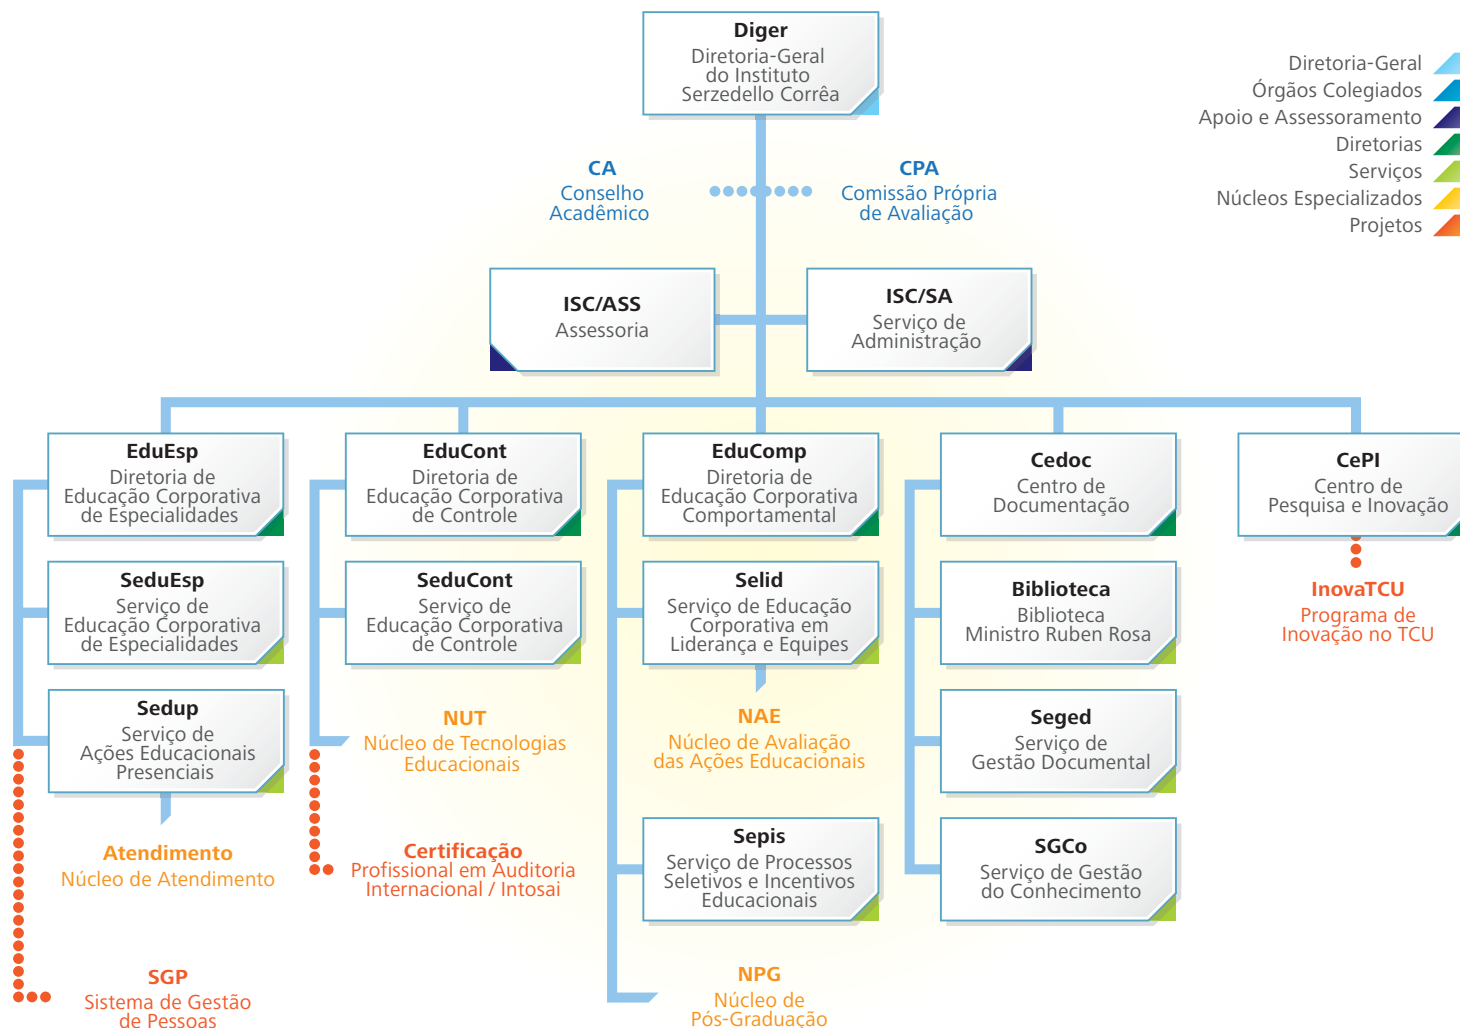 Diger
Diretoria-Geral
do Instituto
Serzedello Corrêa
Diretoria-Geral
Órgãos Colegiados
Apoio e Assessoramento
Diretorias
Serviços
Núcleos Especializados
Projetos
CA
Conselho
Acadêmico
CPA
Comissão Própria
de Avaliação
ISC/ASS
Assessoria
ISC/SA
Serviço de
Administração
EduEsp
Diretoria de
Educação Corporativa
de Especialidades
EduCont
Diretoria de
Educação Corporativa
de Controle
EduComp
Diretoria de
Educação Corporativa
Comportamental
Cedoc
Centro de
Documentação
CePI
Centro de
Pesquisa e Inovação
SeduEsp
Serviço de
Educação Corporativa
de Especialidades
SeduCont
Serviço de
Educação Corporativa
de Controle
Selid
Serviço de Educação
Corporativa em
Liderança e Equipes
Biblioteca
Biblioteca
Ministro Ruben Rosa
InovaTCU
Programa de
Inovação no TCU
Sedup
Serviço de
Ações Educacionais
Presenciais
NUT
Núcleo de Tecnologias
Educacionais
NAE
Núcleo de Avaliação
das Ações Educacionais
Seged
Serviço de
Gestão Documental
Atendimento
Núcleo de Atendimento
Certificação
Profissional em Auditoria
Internacional / Intosai
Sepis
Serviço de Processos
Seletivos e Incentivos
Educacionais
SGCo
Serviço de Gestão
do Conhecimento
SGP
Sistema de Gestão
de Pessoas
NPG
Núcleo de
Pós-Graduação